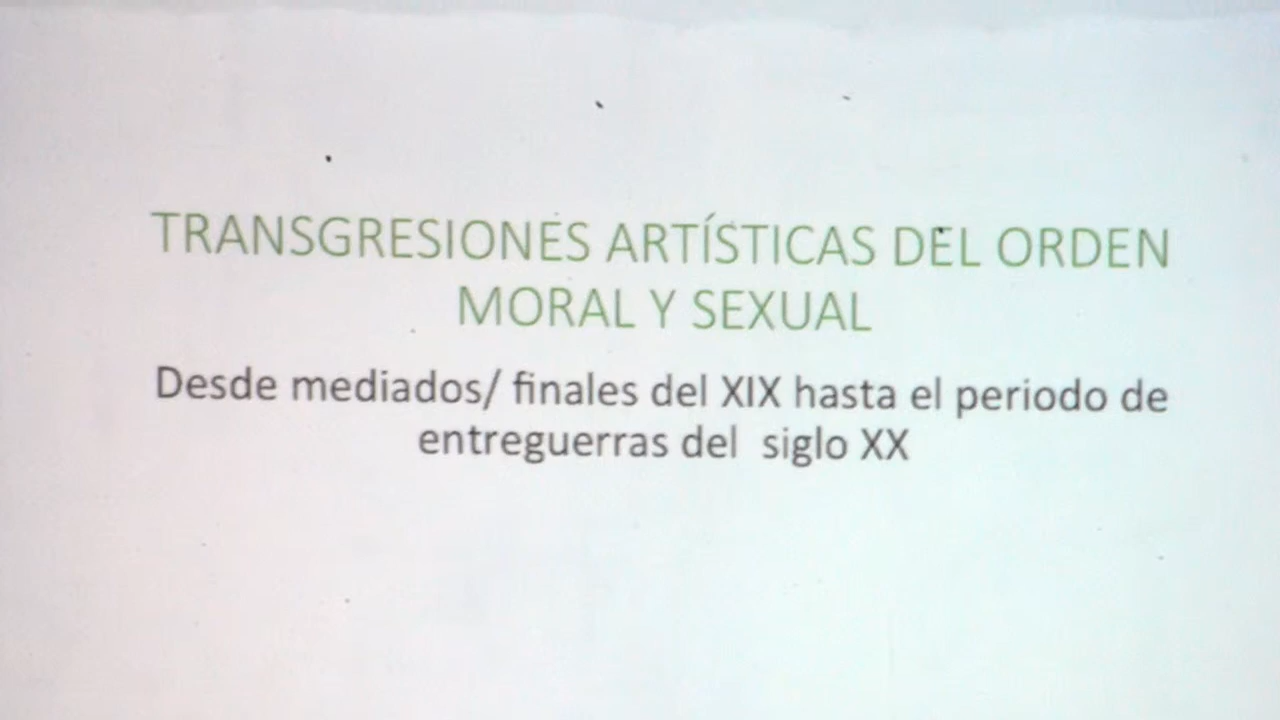 TRANSGRESIONES ARTÍSTICAS DEL ORDEN
MORAL Y SEXUAL
Desde mediados/ finales del XIX hasta el periodo de
entreguerras del siglo XX